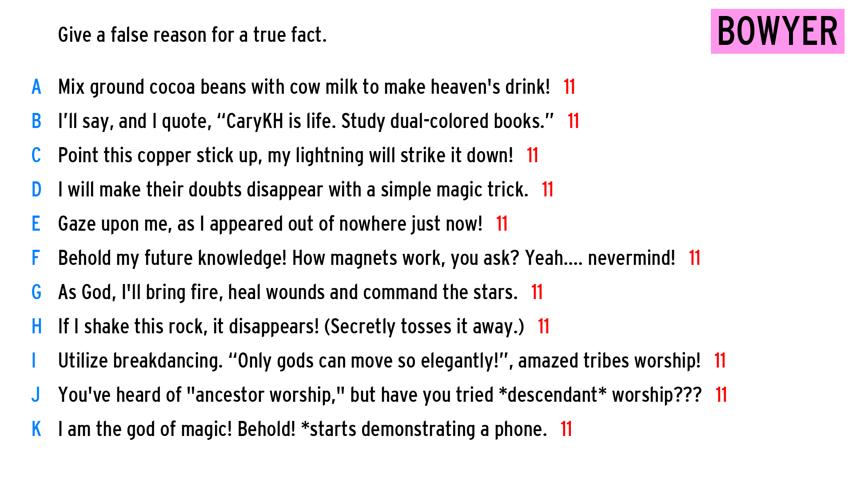 Give a false reason for a true fact.
BOWYER
A Mix ground cocoa beans with cow milk to make heaven's drink! 11
B I'll say, and I quote, “CaryKH is life. Study dual-colored books.” 11
C Point this copper stick up, my lightning will strike it down! 11
D I will make their doubts disappear with a simple magic trick. 11
E Gaze upon me, as I appeared out of nowhere just now! 11
F Behold my future knowledge! How magnets work, you ask? Yeah.... nevermind! 11
G As God, I'll bring fire, heal wounds and command the stars. 11
H If I shake this rock, it disappears! (Secretly tosses it away.) 11
I Utilize breakdancing. “Only gods can move so elegantly!”, amazed tribes worship! 11
J You've heard of "ancestor worship," but have you tried *descendant* worship??? 11
K I am the god of magic! Behold! *starts demonstrating a phone. 11